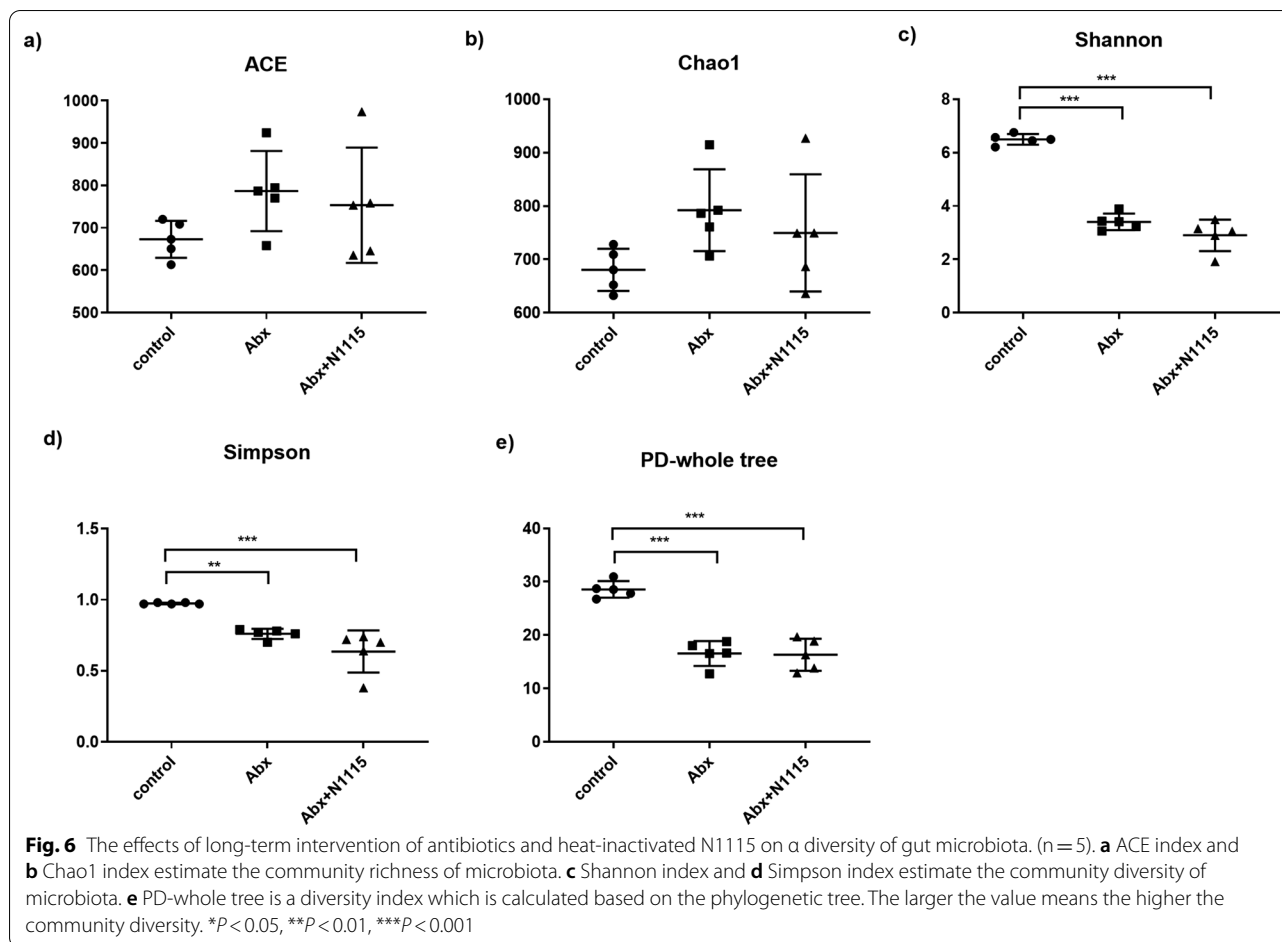 a)
ACE
1000
900
800
700
600
500
control
Abx
Abx+N1115
b)
Chao1
1000
900
800
700
600
control
Abx
Abx+N1115
c)
Shannon
***
***
8
6
4
2
0
control
Abx
Abx+N1115
d)
Simpson
***
**
1.5
1.0
0.5
0.0
control
Abx
Abx+N1115
e)
PD-whole tree
***
***
40
30
20
10
0
control
Abx
Abx+N1115
Fig. 6 The effects of long-term intervention of antibiotics and heat-inactivated N1115 on α diversity of gut microbiota. (n = 5). a ACE index and
b Chao1 index estimate the community richness of microbiota. c Shannon index and d Simpson index estimate the community diversity of
microbiota. e PD-whole tree is a diversity index which is calculated based on the phylogenetic tree. The larger the value means the higher the
community diversity. *P < 0.05, **P < 0.01, ***P < 0.001